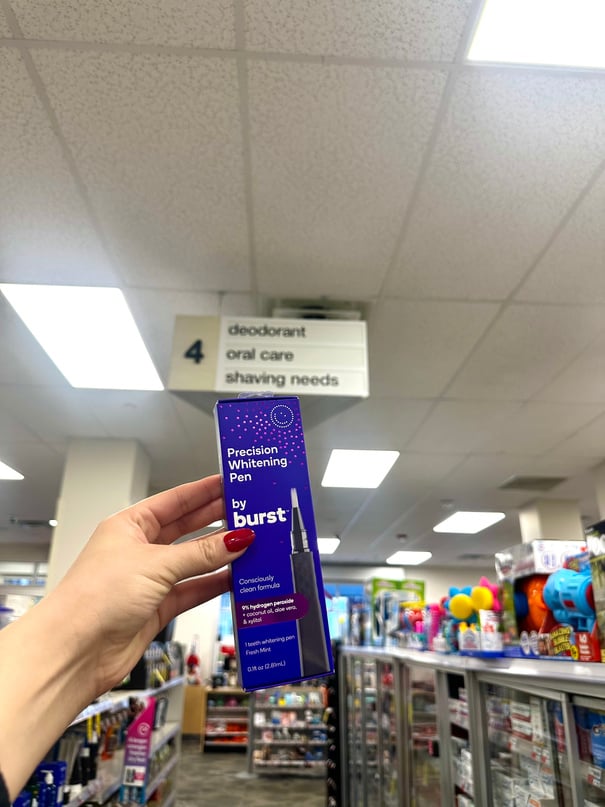 4
deodorant
oral care
shaving needs
Precision
Whitening
Pen
by
burst
Consciously
clean formula
9% hydrogen peroxide
+ coconut oil, aloe vera,
& xylitol
1 teeth whitening pen
Fresh Mint
0.1fl oz (2.81mL)